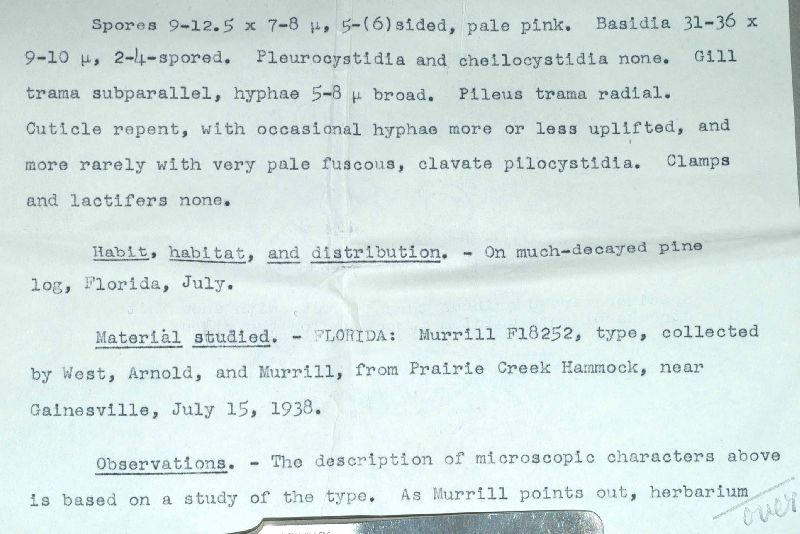 Spores 9-12.5 x 7-8 µ, 5-(6)sided, pale pink. Basidia 31-36 x
9-10 µ, 2-4-spored. Pleurocystidia and cheilocystidia none. Gill
trama subparallel, hyphae 5-8 µ broad. Pileus trama radial.
Cuticle repent, with occasional hyphae more or less uplifted, and
more rarely with very pale fuscous, clavate pilocystidia. Clamps
and lactifers none.
Habit, habitat, and distribution. - On much-decayed pine
log, Florida, July.
Material studied. - FLORIDA: Murrill F18252, type, collected
by West, Arnold, and Murrill, from Prairie Creek Hammock, near
Gainesville, July 15, 1938.
Observations. - The description of microscopic characters above
is based on a study of the type. As Murrill points out, herbarium
over